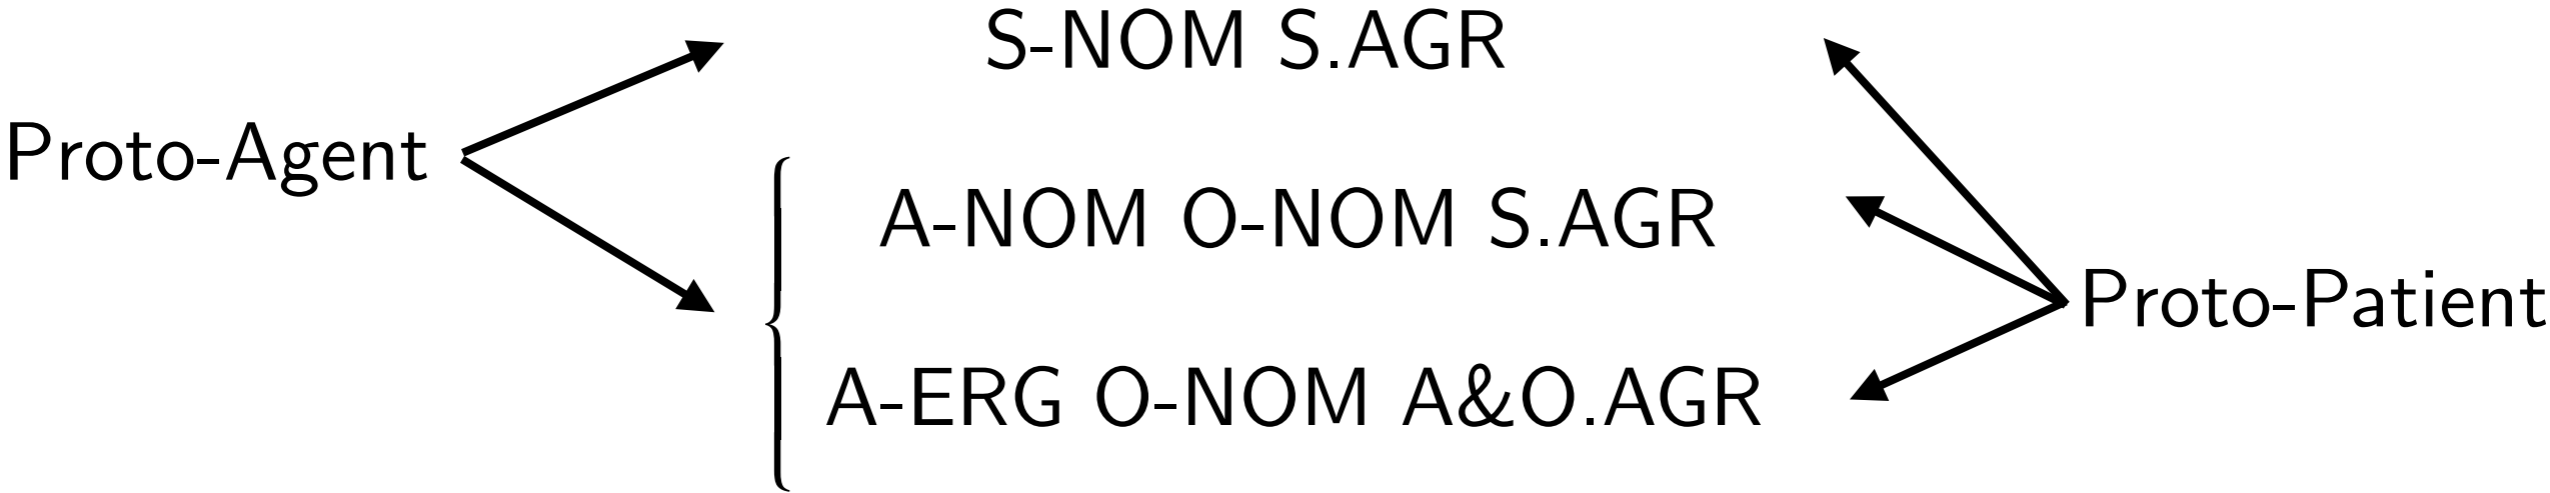 S-NOM S.AGR
Proto-Agent
A-NOM O-NOM S.AGR
Proto-Patient
A-ERG O-NOM A&O.AGR